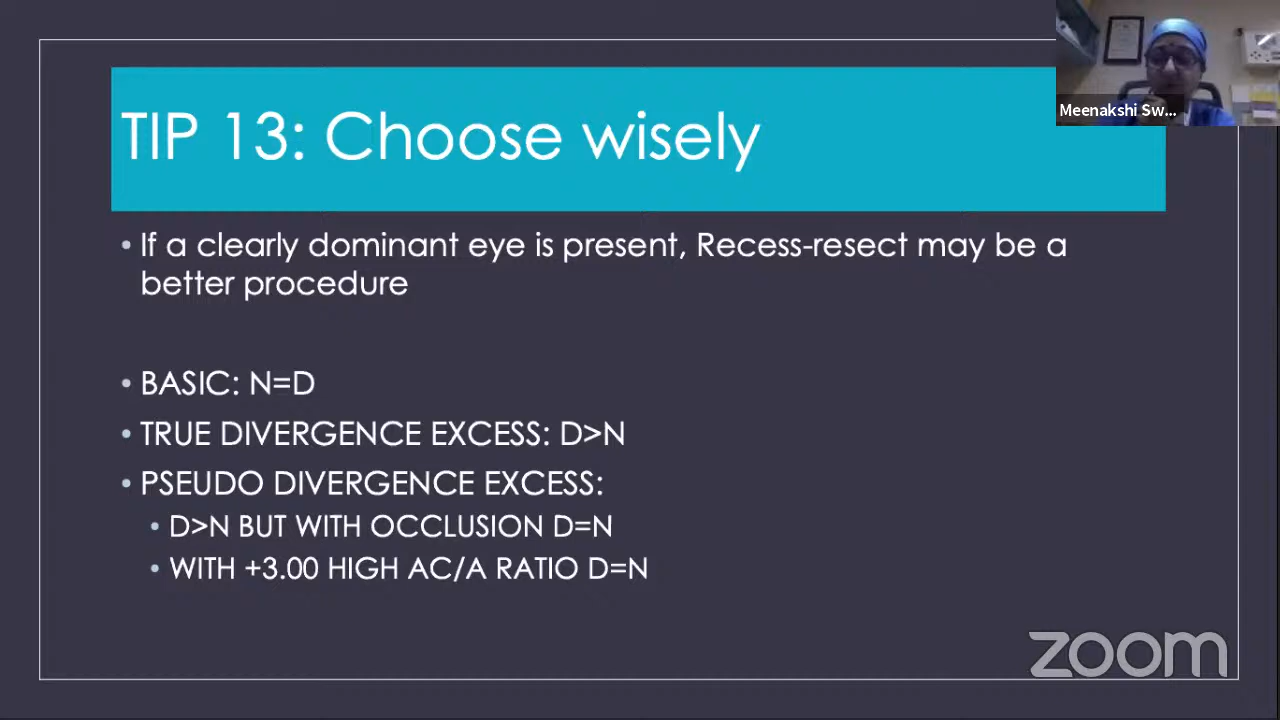 Meenakshi Sw...
TIP 13: Choose wisely
• If a clearly dominant eye is present, Recess-resect may be a
better procedure
• BASIC: N=D
• TRUE DIVERGENCE EXCESS: D>N
• PSEUDO DIVERGENCE EXCESS:
• D>N BUT WITH OCCLUSION D=N
• WITH +3.00 HIGH AC/A RATIO D=N
zoom